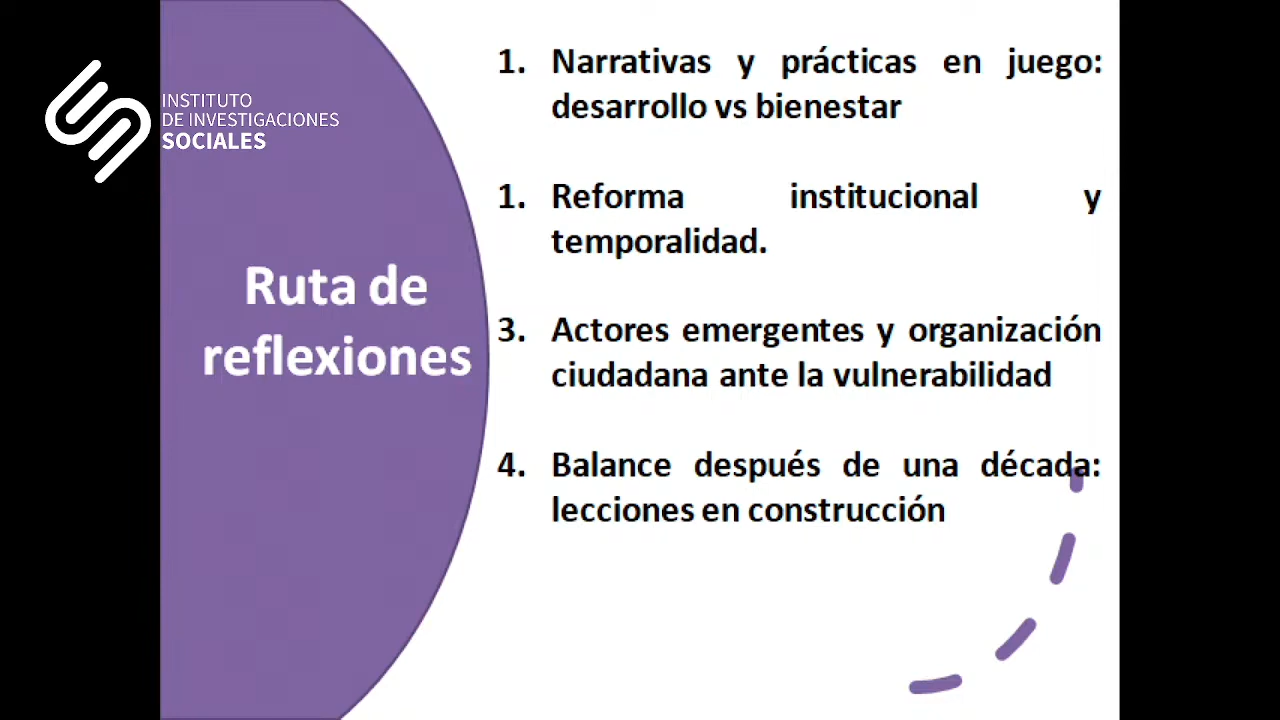 INSTITUTO
DE INVESTIGACIONES
SOCIALES
Ruta de
reflexiones
1. Narrativas y prácticas en juego:
desarrollo vs bienestar
1. Reforma institucional y
temporalidad.
3. Actores emergentes y organización
ciudadana ante la vulnerabilidad
4. Balance después de una década:
lecciones en construcción